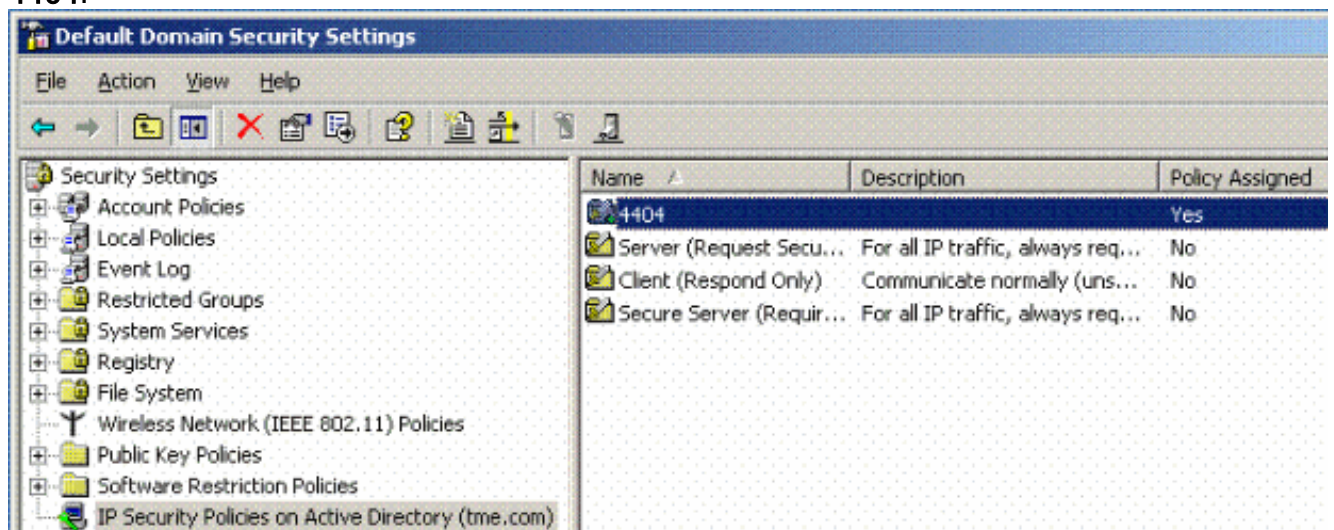 Default Domain Security Settings
File Action View Help
Security Settings
Account Policies
Local Policies
Event Log
Restricted Groups
System Services
Registry
File System
Wireless Network (IEEE 802.11) Policies
Public Key Policies
Software Restriction Policies
IP Security Policies on Active Directory (tme.com)
Name Description Policy Assigned
4404 Yes
Server (Request Secu... For all IP traffic, always req... No
Client (Respond Only) Communicate normally (uns... No
Secure Server (Requir... For all IP traffic, always req... No